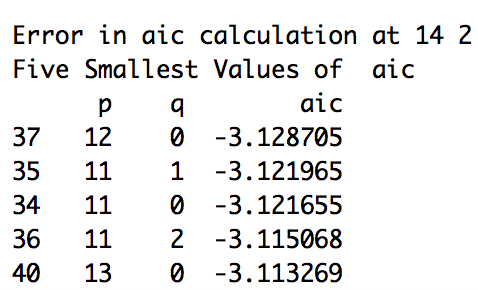 Error in aic calculation at 14 2
Five Smallest Values of  aic
      p    q        aic
37   12    0  -3.128705
35   11    1  -3.121965
34   11    0  -3.121655
36   11    2  -3.115068
40   13    0  -3.113269